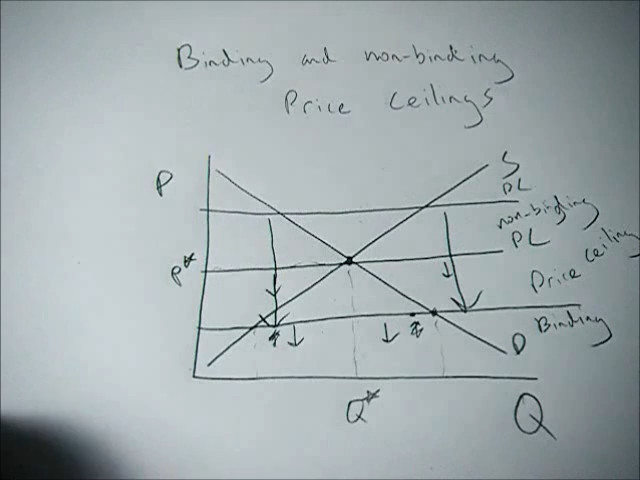 Binding and non-binding
Price Ceilings
P
S
PL
non-binding
PL
P*
Price Ceiling
Binding
D
Q*
Q